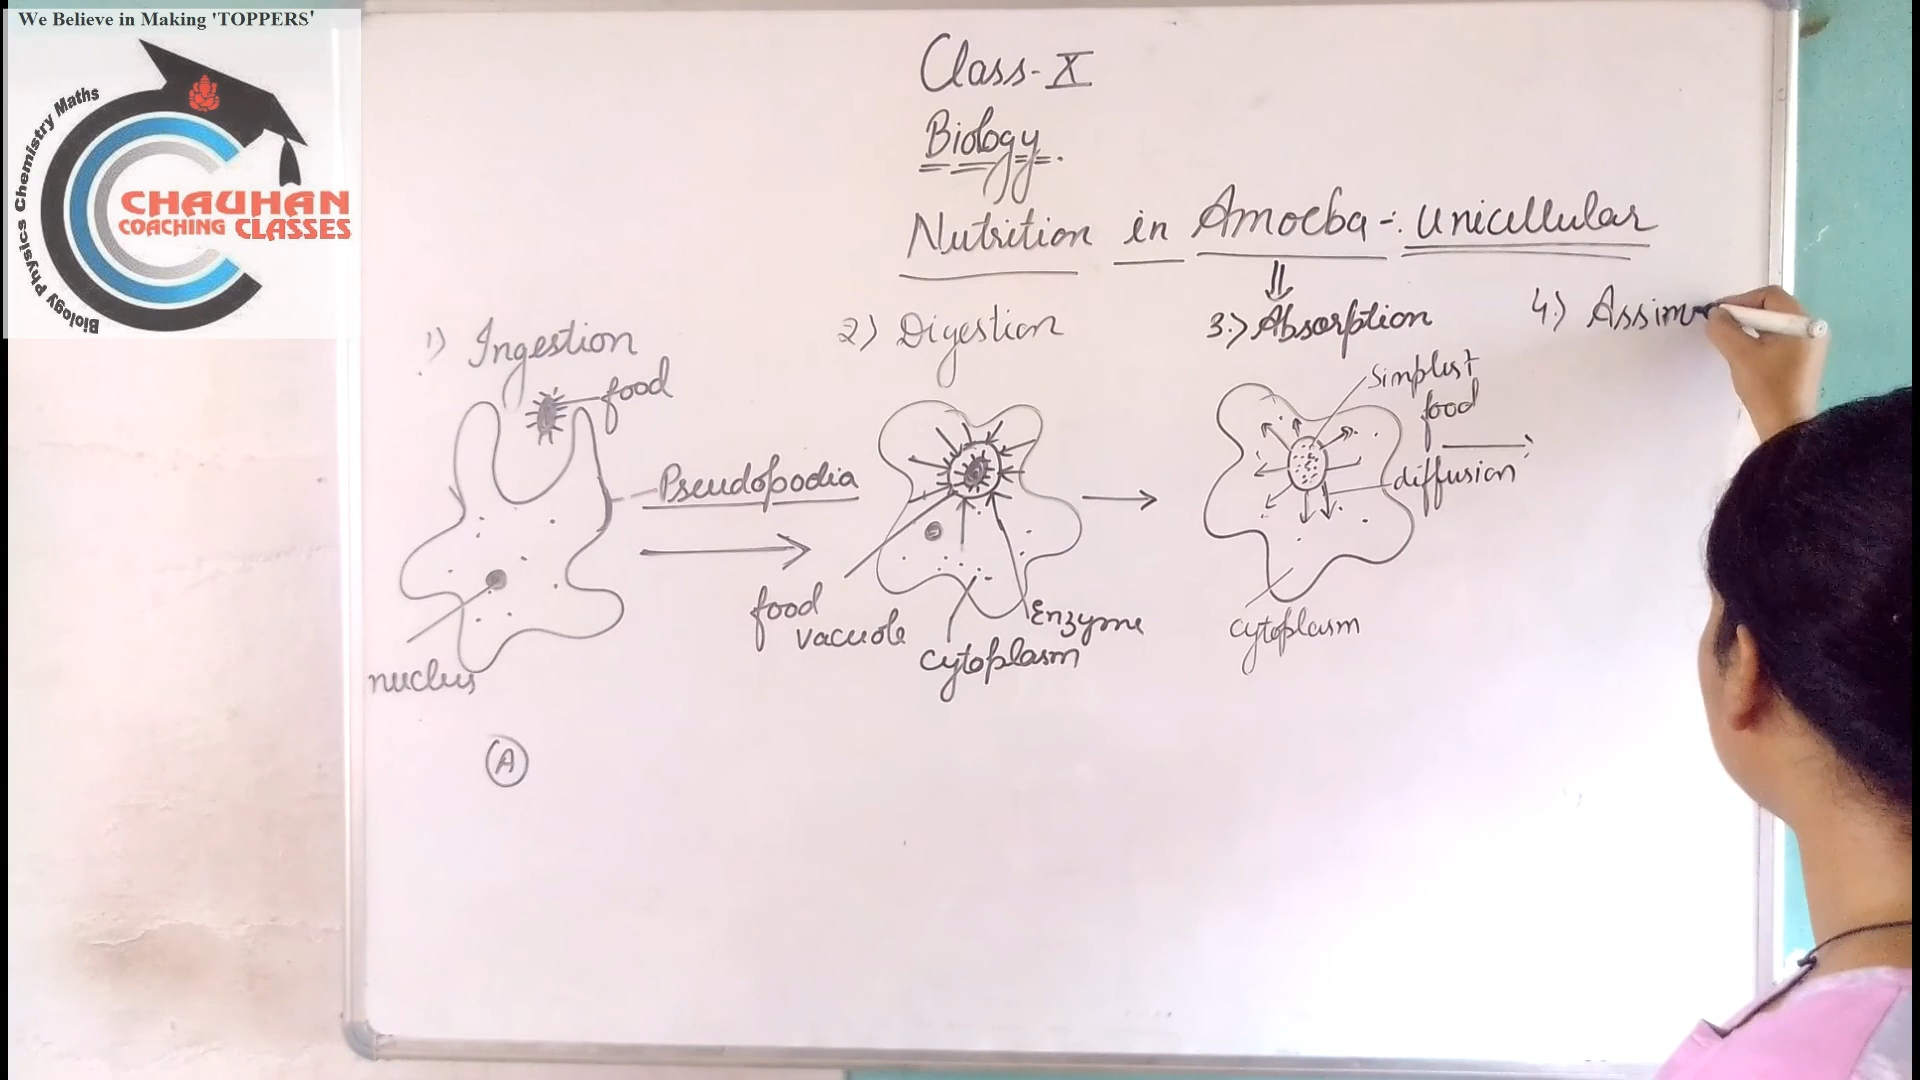 We Believe in Making 'TOPPERS'
Biology Physics Chemistry Maths
CHAUHAN
COACHING CLASSES
Class-X
Biology.
Nutrition in Amoeba-: Unicellular
1) Ingestion
2) Digestion
3.) Absorption
4.) Assim
food
Simplest
food
Pseudopodia
diffusion
food
vacuole
Enzyme
cytoplasm
cytoplasm
nucleus
A